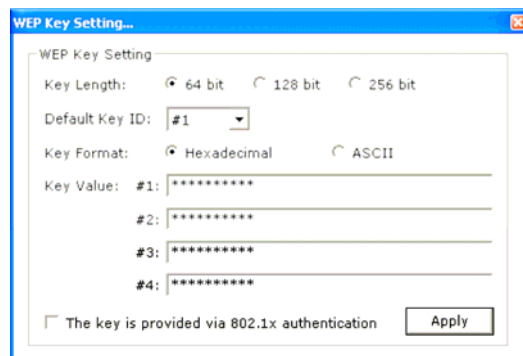 WEP Key Setting...
WEP Key Setting
Key Length: 64 bit 128 bit 256 bit
Default Key ID: #1
Key Format: Hexadecimal ASCII
Key Value: #1: **********
#2: **********
#3: **********
#4: **********
The key is provided via 802.1x authentication Apply